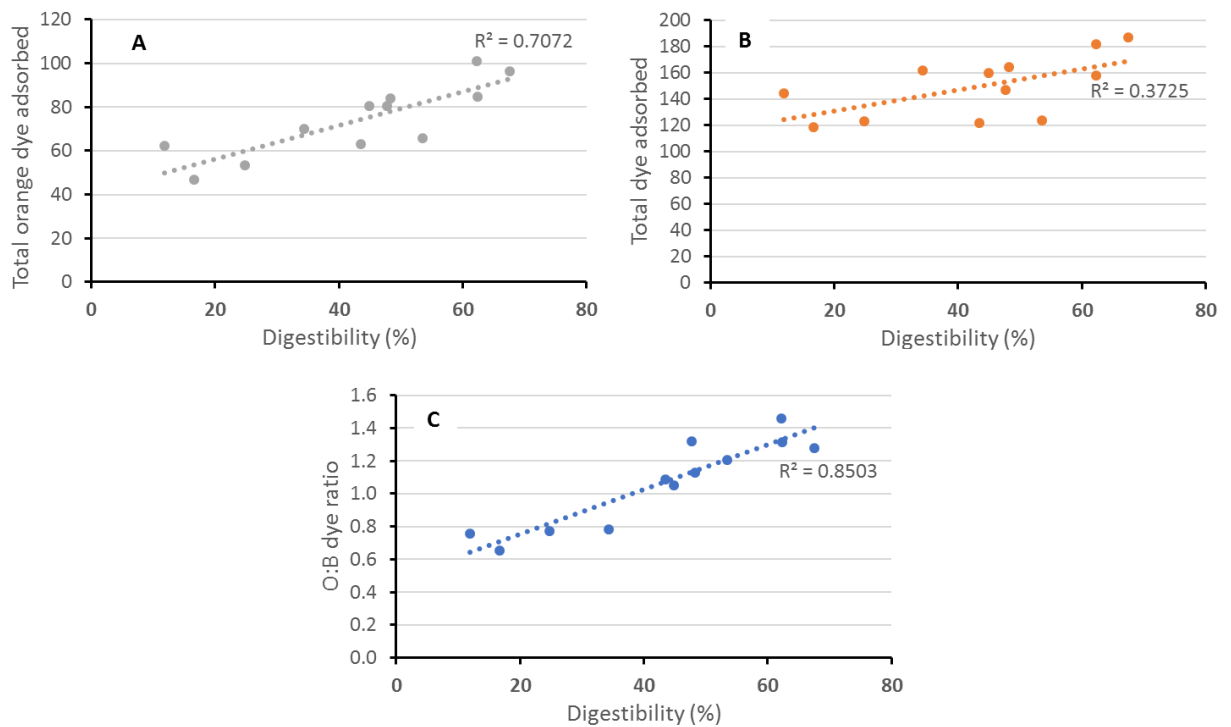 A
R² = 0.7072
Total orange dye adsorbed
120
100
80
60
40
20
0
0 20 40 60 80
Digestibility (%)
B
R² = 0.3725
Total dye adsorbed
200
180
160
140
120
100
80
60
40
20
0
0 20 40 60 80
Digestibility (%)
C
R² = 0.8503
O:B dye ratio
1.6
1.4
1.2
1.0
0.8
0.6
0.4
0.2
0.0
0 20 40 60 80
Digestibility (%)